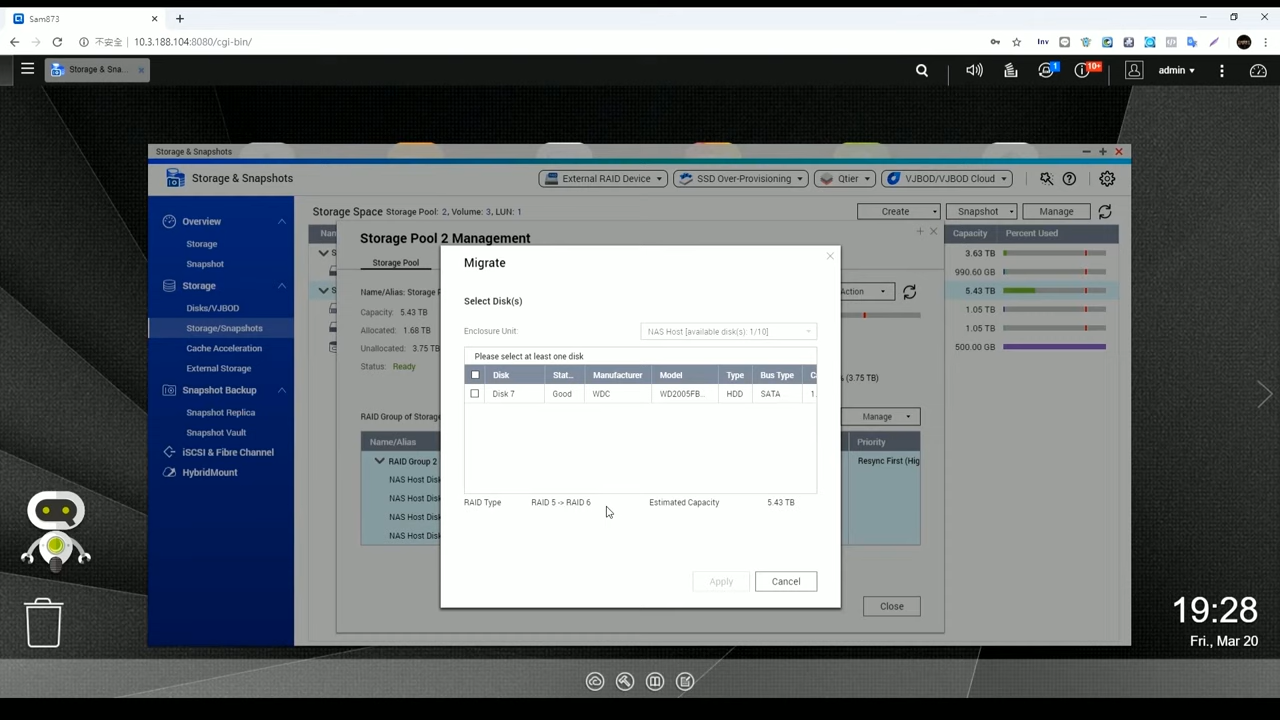 Sam873
不安全 10.3.188.104:8080/cgi-bin/
Inv
Storage & Sna...
1
10+
admin
Storage & Snapshots
Storage & Snapshots
External RAID Device
SSD Over-Provisioning
Qtier
VJBOD/VJBOD Cloud
Overview
Storage
Snapshot
Storage
Disks/VJBOD
Storage/Snapshots
Cache Acceleration
External Storage
Snapshot Backup
Snapshot Replica
Snapshot Vault
iSCSI & Fibre Channel
HybridMount
Storage Space Storage Pool: 2, Volume: 3, LUN: 1
Create
Snapshot
Manage
Capacity Percent Used
3.63 TB
990.60 GB
5.43 TB
1.05 TB
1.05 TB
500.00 GB
Storage Pool 2 Management
Storage Pool
Name/Alias: Storage P
Capacity: 5.43 TB
Allocated: 1.68 TB
Unallocated: 3.75 TB
Status: Ready
Action
(3.75 TB)
RAID Group of Storag
Manage
Name/Alias
Priority
RAID Group 2
Resync First (Hig
NAS Host Disk
NAS Host Disk
NAS Host Disk
NAS Host Disk
Close
Migrate
Select Disk(s)
Enclosure Unit:
NAS Host [available disk(s): 1/10]
Please select at least one disk
Disk Stat... Manufacturer Model Type Bus Type C
Disk 7 Good WDC WD2005FB... HDD SATA 1
RAID Type RAID 5 -> RAID 6 Estimated Capacity 5.43 TB
Apply
Cancel
19:28
Fri., Mar 20